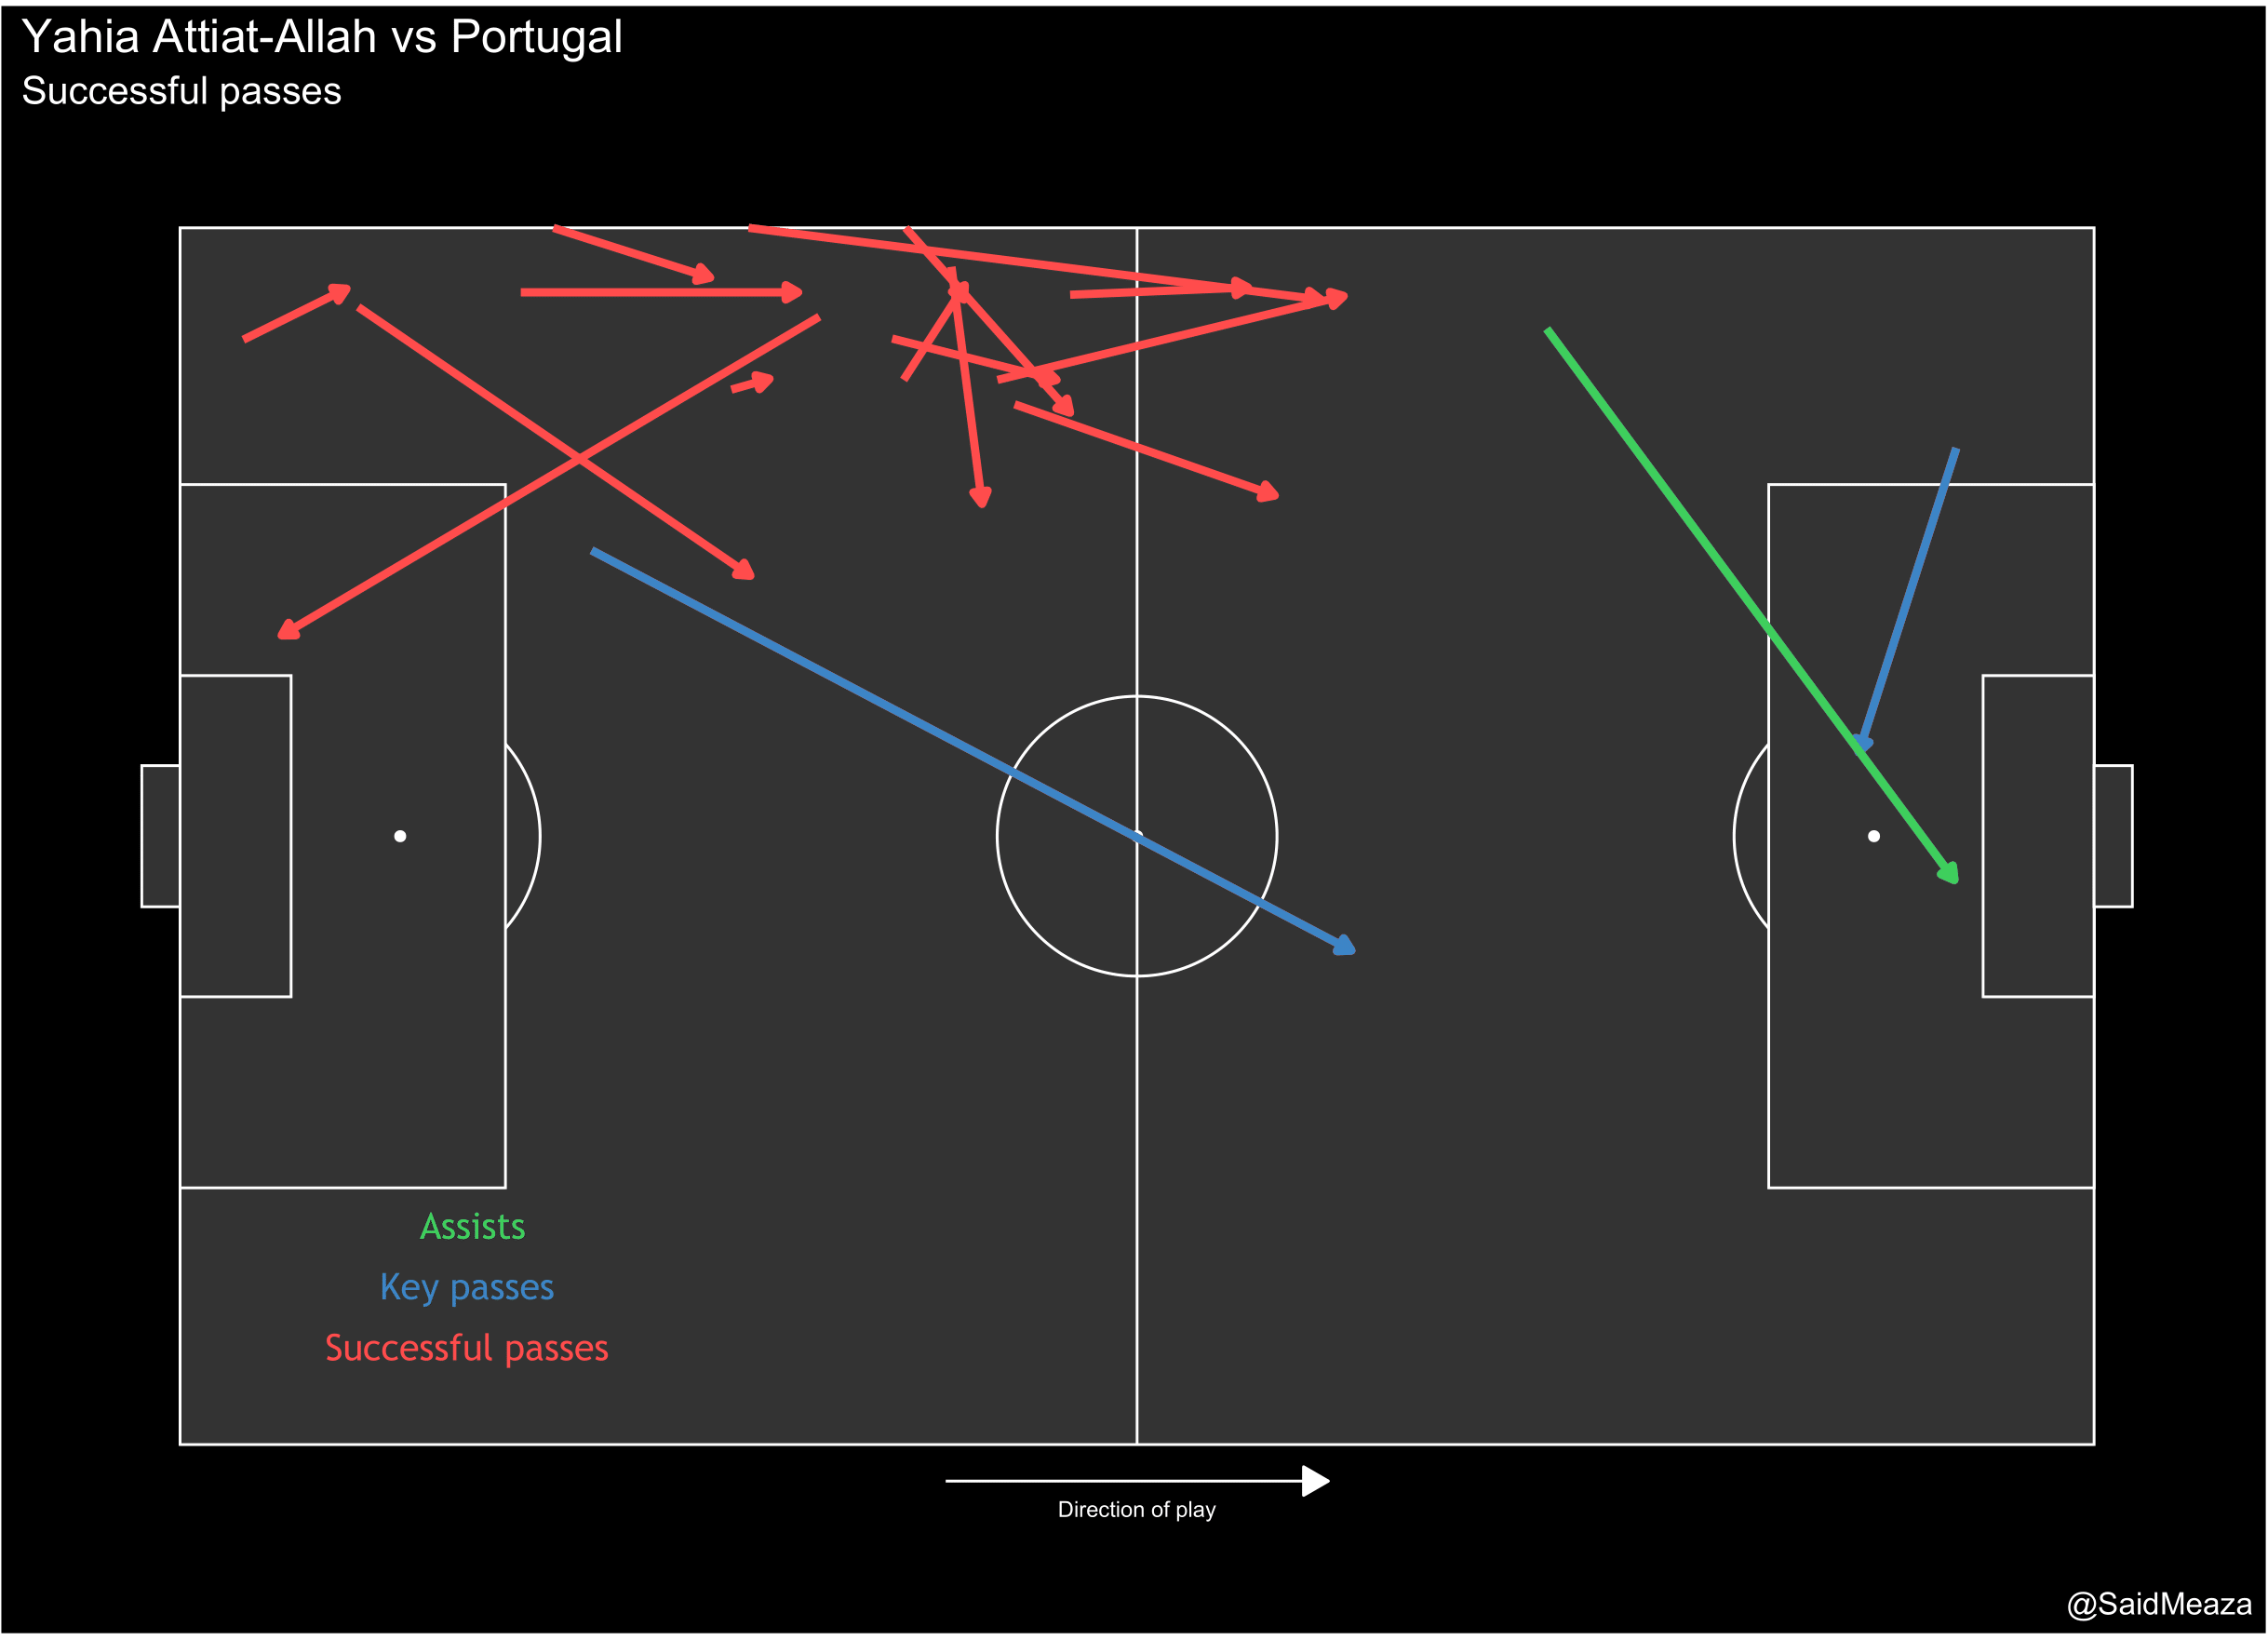 Yahia Attiat-Allah vs Portugal
Successful passes
Assists
Key passes
Successful passes
Direction of play
@SaidMeaza